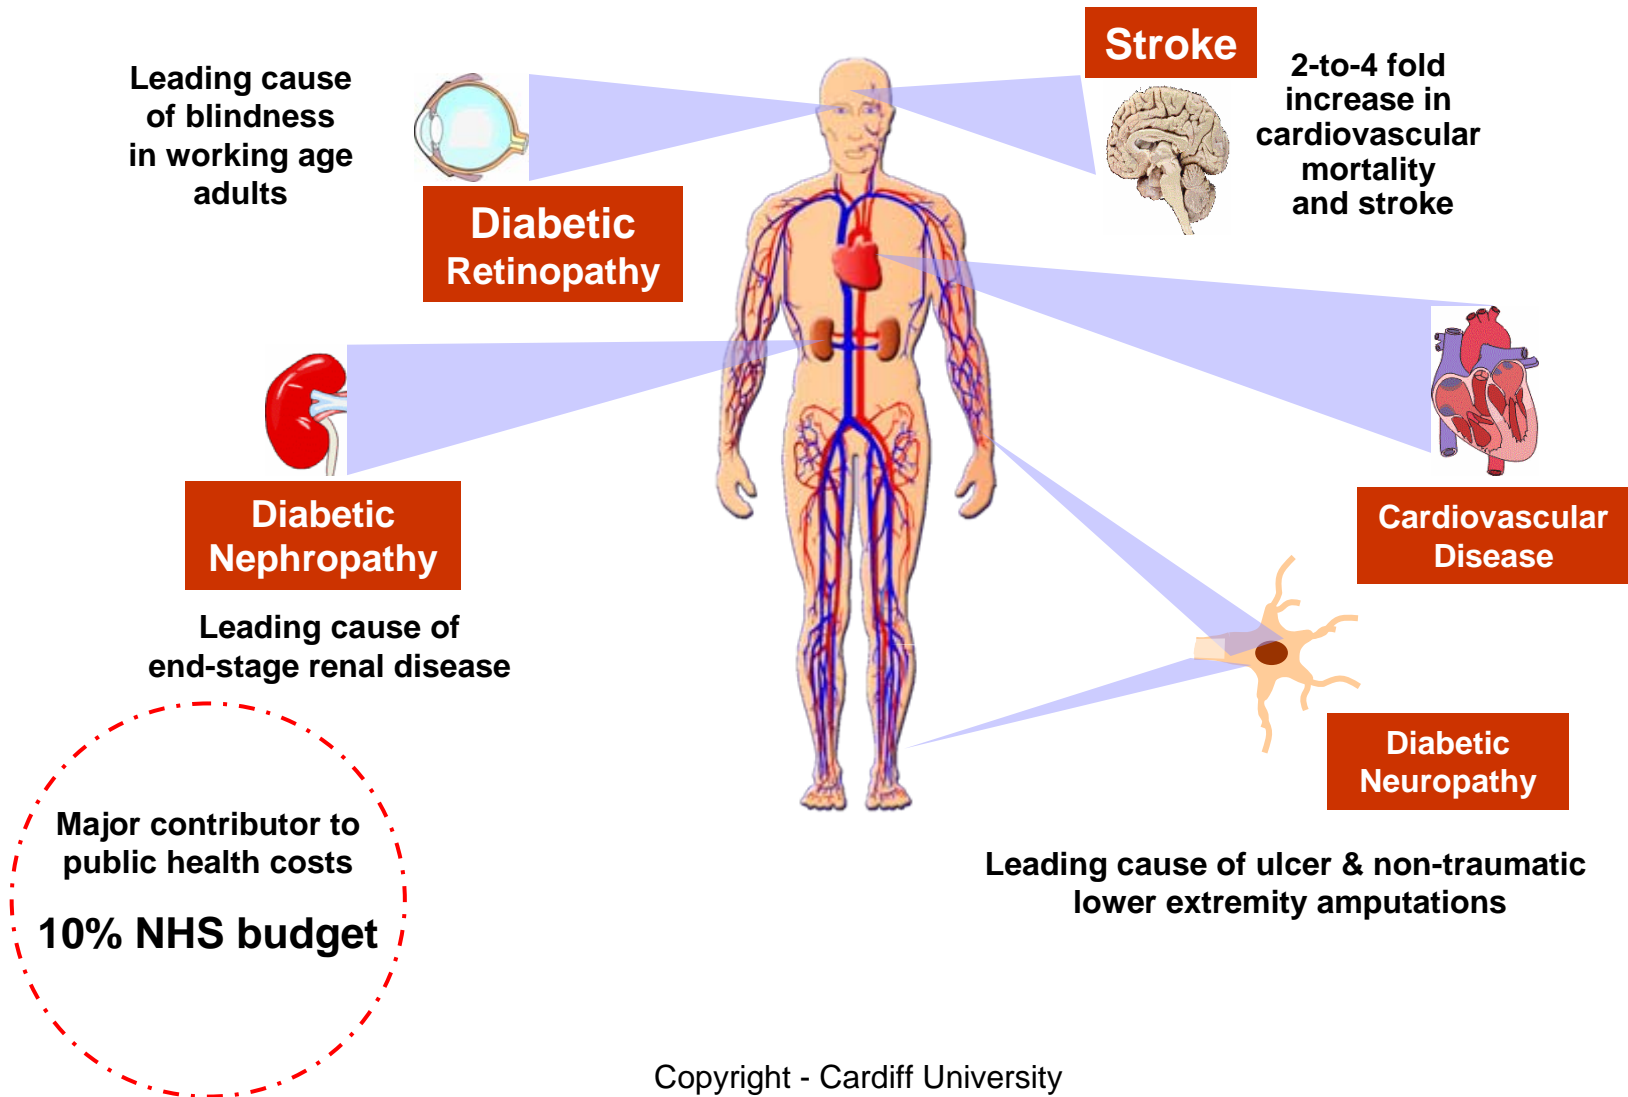 Leading cause
of blindness
in working age
adults
Diabetic
Retinopathy
Stroke
2-to-4 fold
increase in
cardiovascular
mortality
and stroke
Diabetic
Nephropathy
Leading cause of
end-stage renal disease
Cardiovascular
Disease
Diabetic
Neuropathy
Leading cause of ulcer & non-traumatic
lower extremity amputations
Major contributor to
public health costs
10% NHS budget
Copyright - Cardiff University